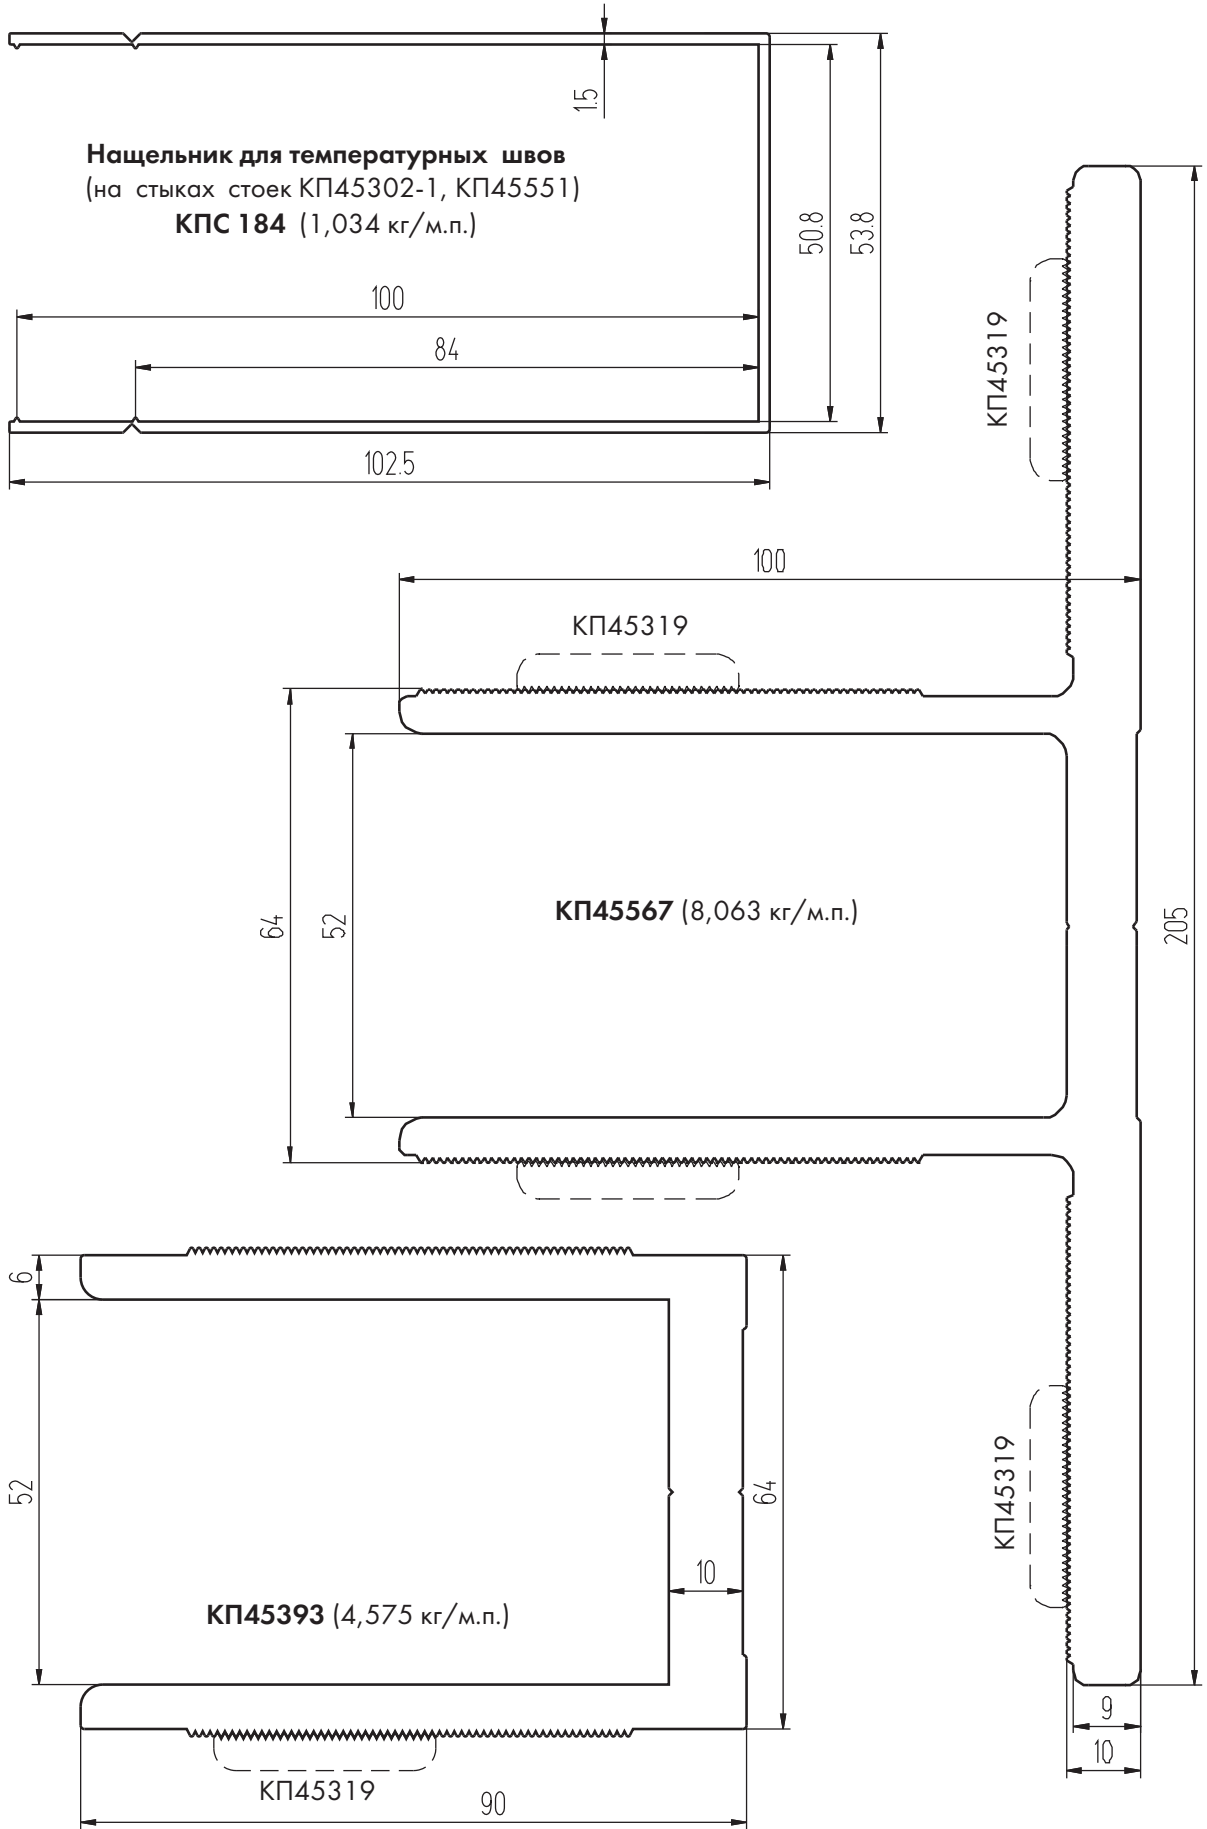 1.5
Нащельник для температурных швов
(на стыках стоек КП45302-1, КП45551)
КПС 184 (1,034 кг/м.п.)
50.8
53.8
100
84
102.5
КП45319
100
КП45319
64
52
КП45567 (8,063 кг/м.п.)
205
6
52
64
10
КП45393 (4,575 кг/м.п.)
КП45319
КП45319
90
9
10